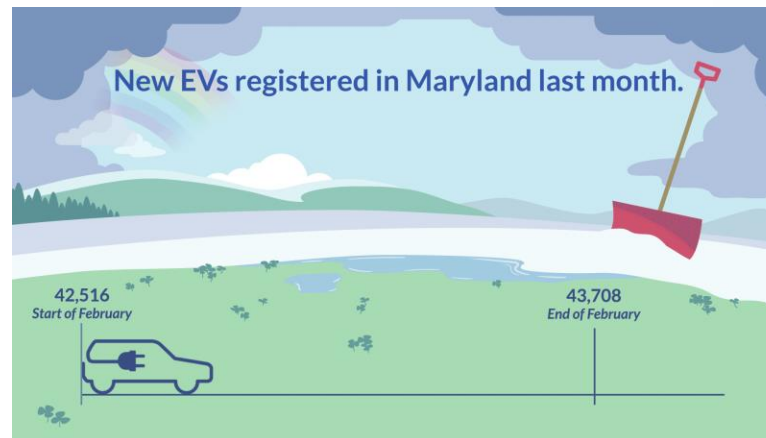 New EVs registered in Maryland last month.
42,516
Start of February
43,708
End of February